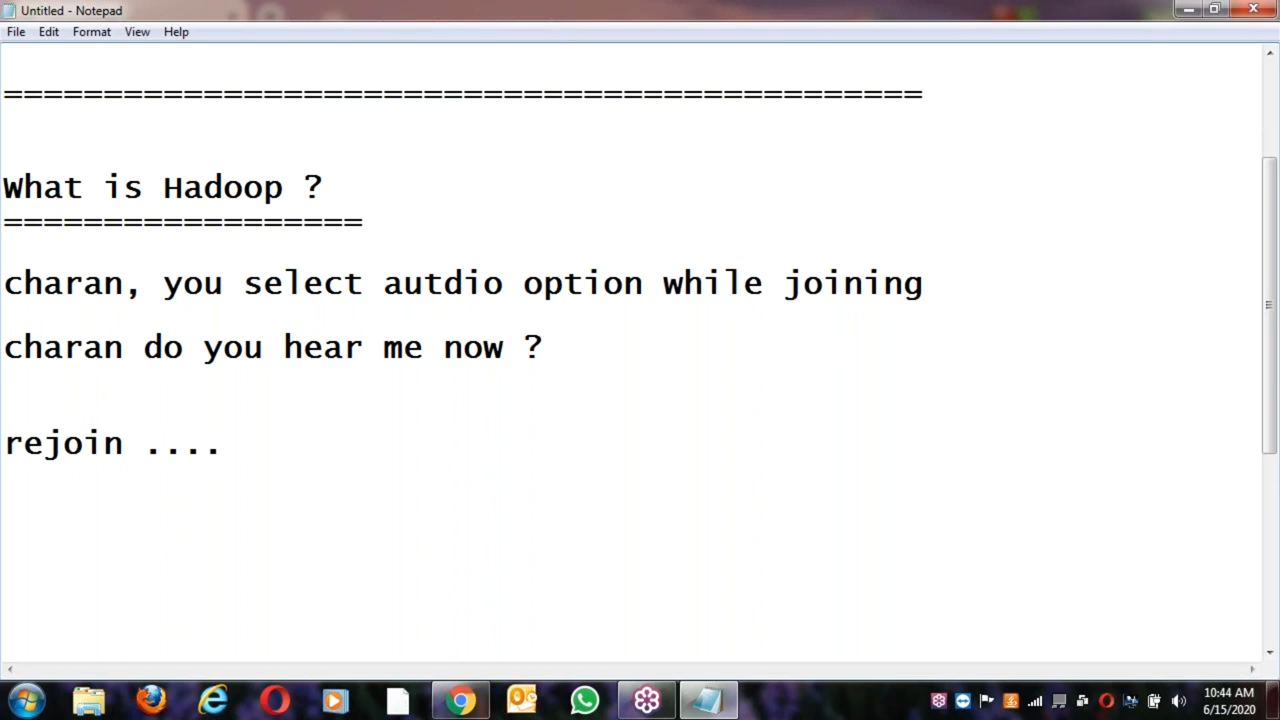 Untitled - Notepad
File Edit Format View Help
==============================================
What is Hadoop ?
==================
charan, you select autdio option while joining
charan do you hear me now ?
rejoin ....
10:44 AM
6/15/2020